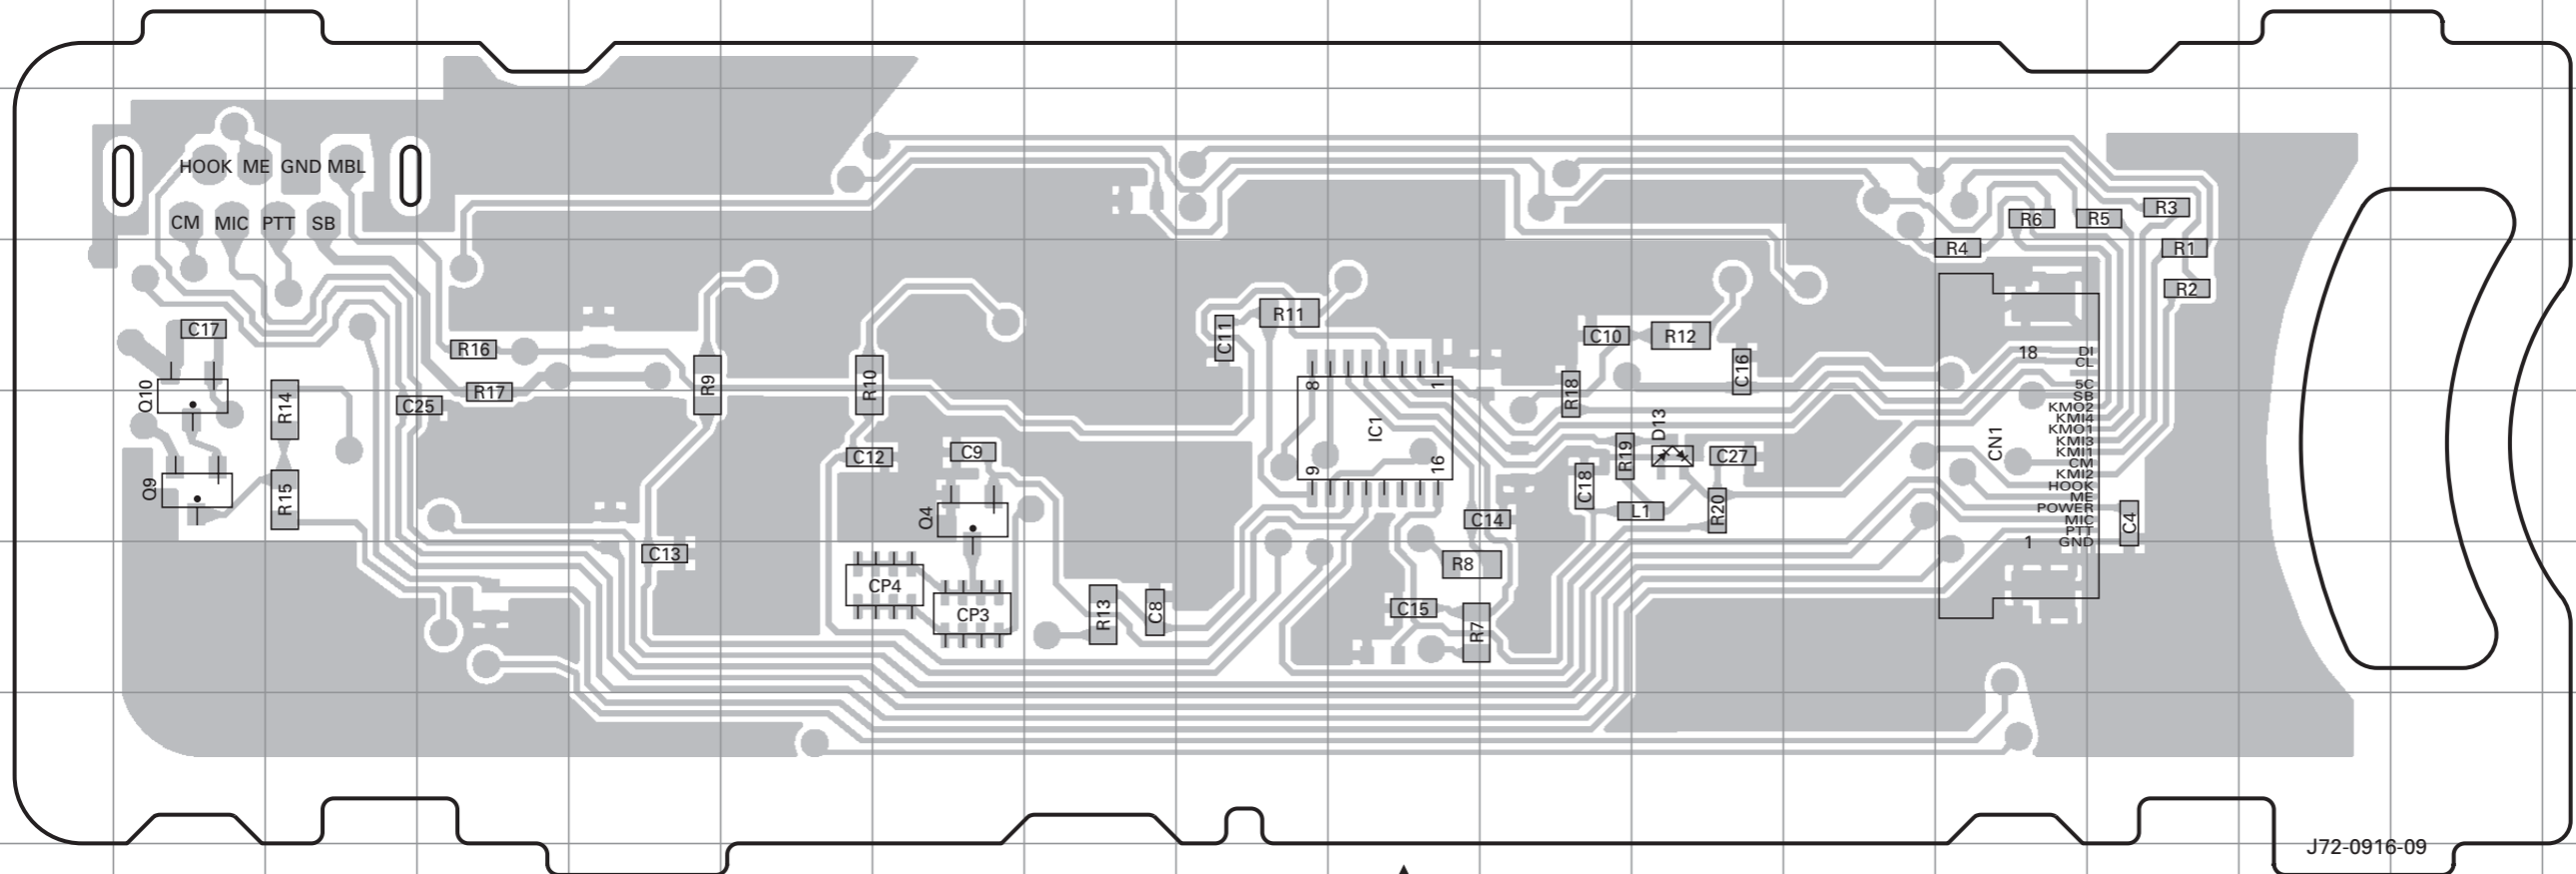 HOOK ME GND MBL
CM MIC PTT SB
R6 R5 R3
R4 R1
R2
C17
R11
C11
C10 R12
R16
18 DI
CL
C16
R17
R9
R10
8 1
R18
5C
SB
KMO2
KMI4
KMO1
KMI3
KMI1
CM
KMI2
HOOK
ME
POWER
MIC
PTT
1 GND
CN1
C4
Q10
R14
C25
IC1
D13
C12
C9
9 16
R19
C27
C18
Q9
R15
Q4
L1
R20
C14
C13
R8
CP4
CP3
R13
C8
C15
R7
J72-0916-09